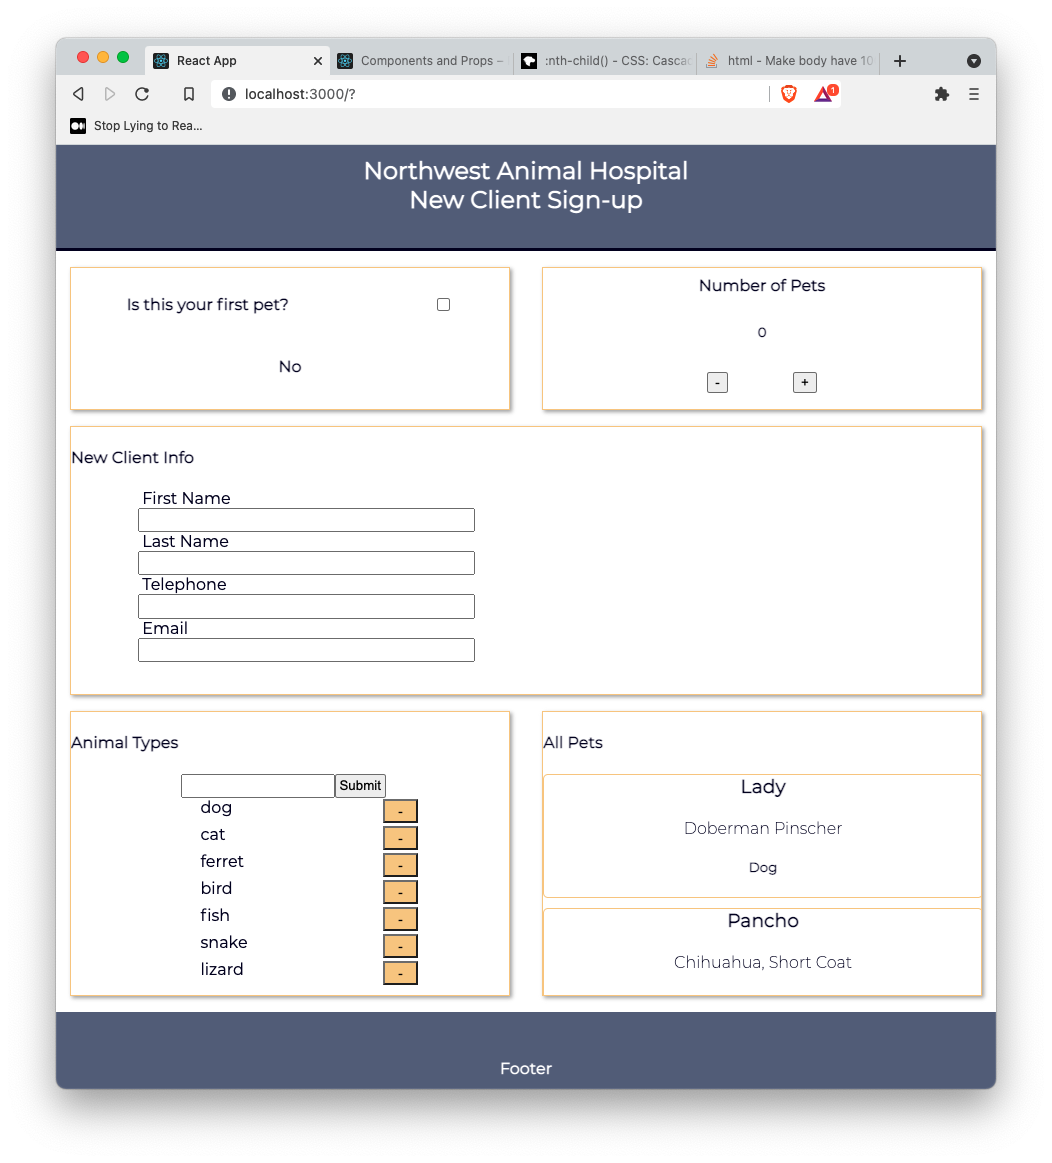 React App
Components and Props –
:nth-child() - CSS: Cascad
html - Make body have 10
localhost:3000/?
1
Stop Lying to Rea...
Northwest Animal Hospital
New Client Sign-up
Is this your first pet?
No
Number of Pets
0
- +
New Client Info
First Name
Last Name
Telephone
Email
Animal Types
Submit
dog -
cat -
ferret -
bird -
fish -
snake -
lizard -
All Pets
Lady
Doberman Pinscher
Dog
Pancho
Chihuahua, Short Coat
Footer